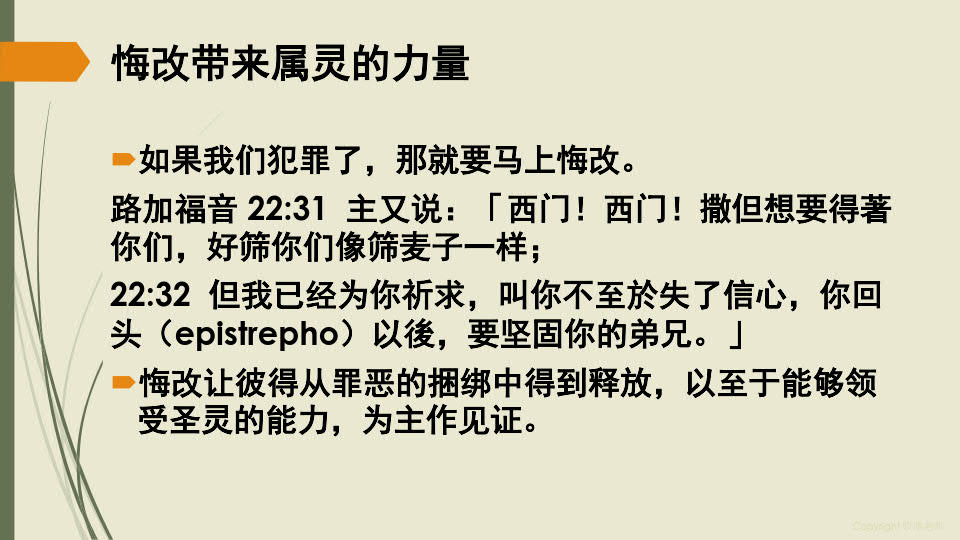 悔改带来属灵的力量
如果我们犯罪了，那就要马上悔改。
路加福音 22:31 主又说：「西门！西门！撒但想要得著
你们，好筛你们像筛麦子一样；
22:32 但我已经为你祈求，叫你不至於失了信心，你回
头（epistrepho）以後，要坚固你的弟兄。」
悔改让彼得从罪恶的捆绑中得到释放，以至于能够领
受圣灵的能力，为主作见证。
Copyright